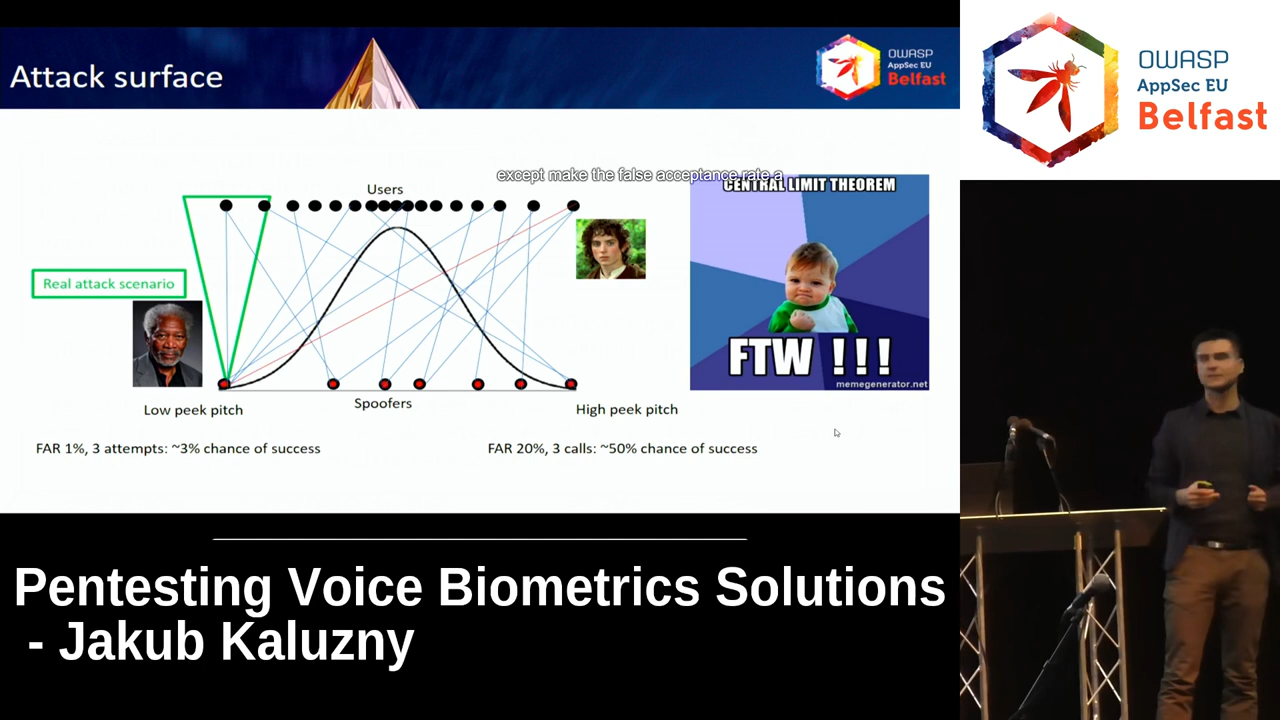 Attack surface
OWASP
AppSec EU
Belfast
OWASP
AppSec EU
Belfast
except make the false acceptance rate a
Users
CENTRAL LIMIT THEOREM
Real attack scenario
FTW !!!
memegenerator.net
Low peek pitch
Spoofers
High peek pitch
FAR 1%, 3 attempts: ~3% chance of success
FAR 20%, 3 calls: ~50% chance of success
Pentesting Voice Biometrics Solutions
- Jakub Kaluzny